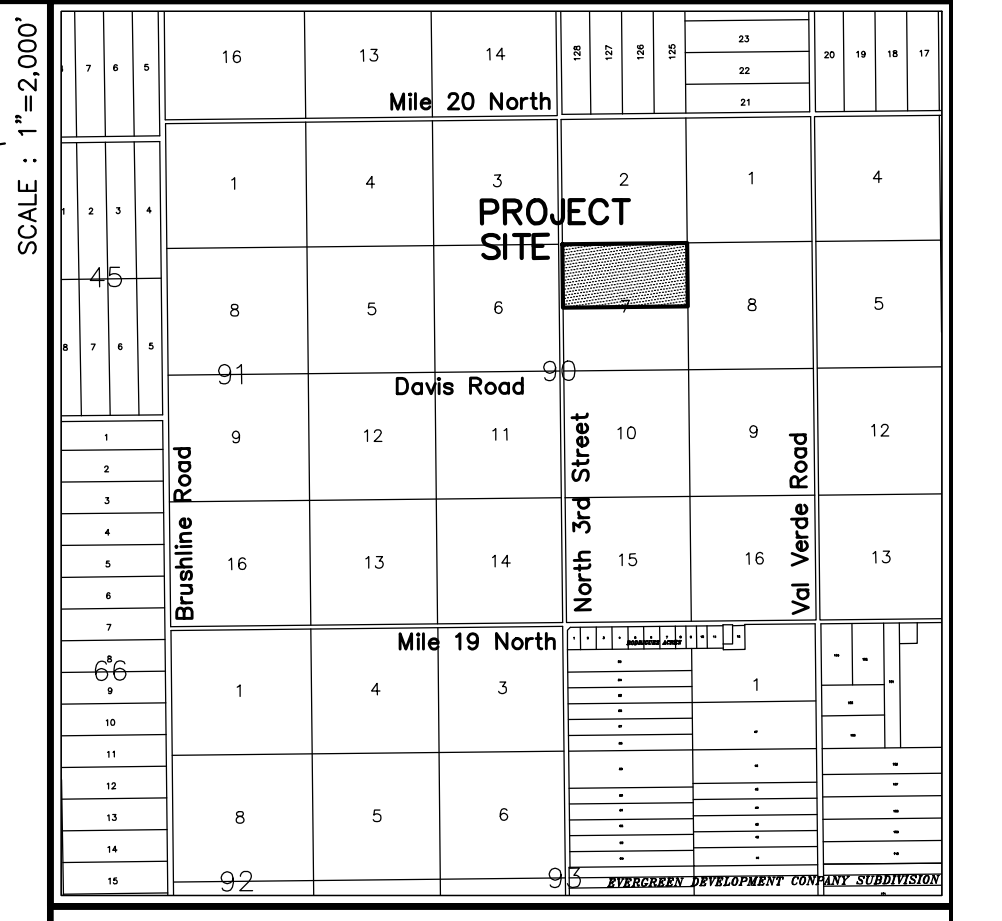 SCALE : 1"=2,000'
7 6 5
16 13 14
128 127 126 125
23
22
21
20 19 18 17
Mile 20 North
1 2 3 4
1 4 3 2 1 4
PROJECT
SITE
45
8 5 6 7 8 5
8 7 6 5
91 90
Davis Road
9 12 11 10 9 12
Brushline Road
North 3rd Street
Val Verde Road
16 13 14 15 16 13
1
2
3
4
5
6
7
8
66
9
10
11
12
13
14
15
Mile 19 North
RODRIGUEZ ACRES
1 4 3 1
8 5 6
92 93
EVERGREEN DEVELOPMENT COMPANY SUBDIVISION